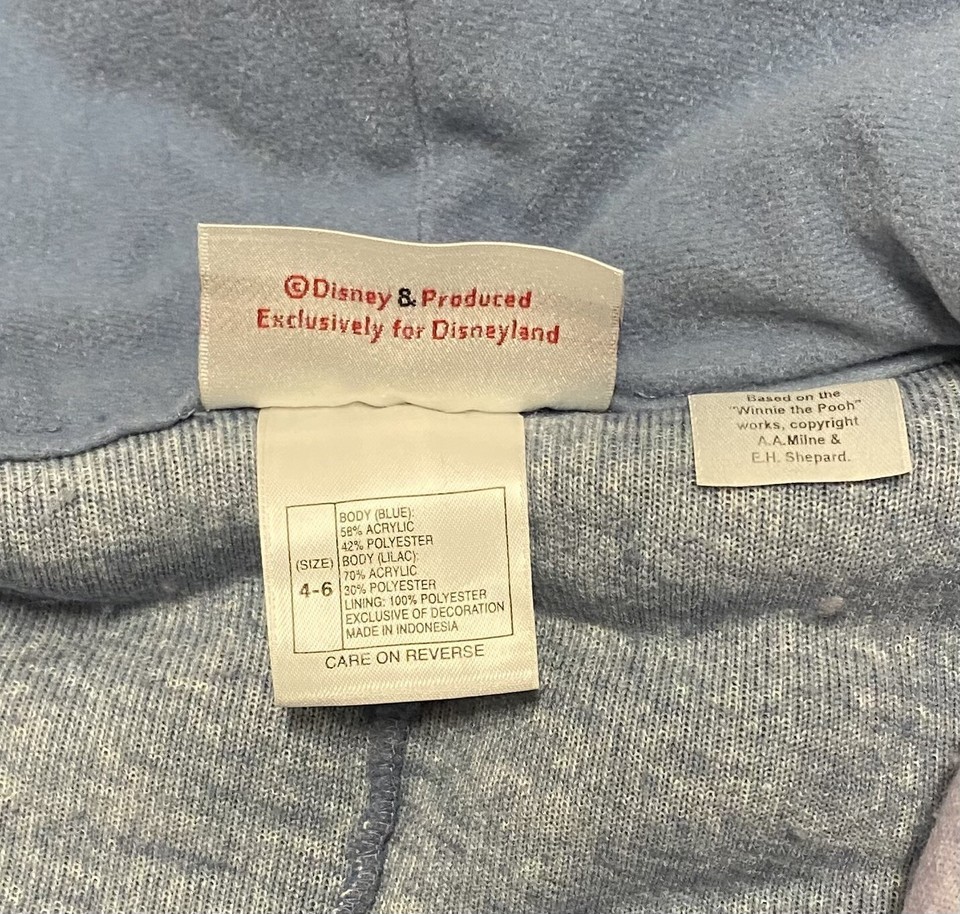 ©Disney & Produced
Exclusively for Disneyland
Based on the
"Winnie the Pooh"
works, copyright
A.A.Milne &
E.H. Shepard.
(SIZE)
4-6
BODY (BLUE):
58% ACRYLIC
42% POLYESTER
BODY (LILAC):
70% ACRYLIC
30% POLYESTER
LINING: 100% POLYESTER
EXCLUSIVE OF DECORATION
MADE IN INDONESIA
CARE ON REVERSE